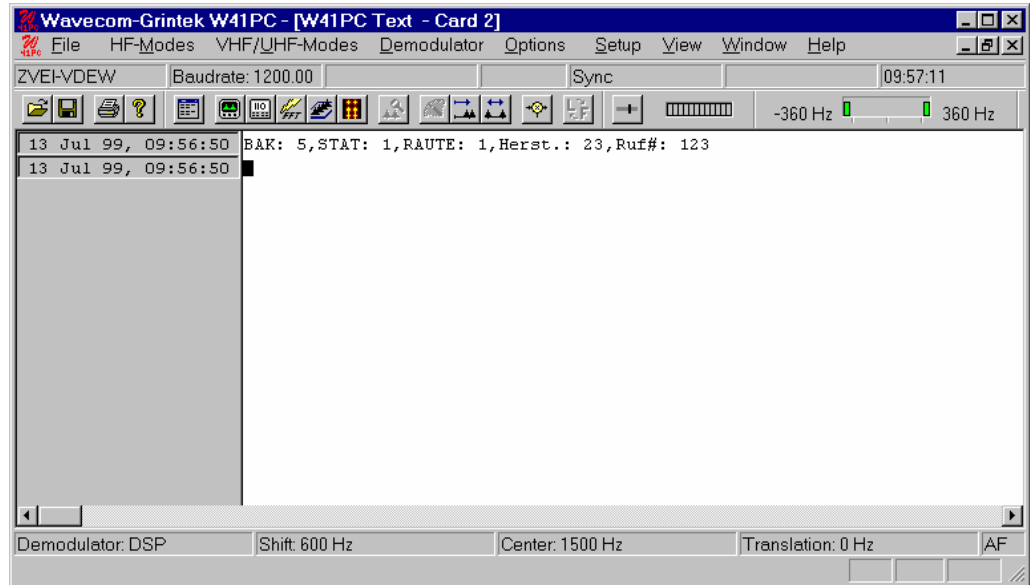 Wavecom-Grintek W41PC - [W41PC Text - Card 2]
File HF-Modes VHF/UHF-Modes Demodulator Options Setup View Window Help
ZVEI-VDEW Baudrate: 1200.00 Sync 09:57:11
-360 Hz 360 Hz
13 Jul 99, 09:56:50 BAK: 5,STAT: 1,RAUTE: 1,Herst.: 23,Ruf#: 123
13 Jul 99, 09:56:50
Demodulator: DSP Shift: 600 Hz Center: 1500 Hz Translation: 0 Hz AF